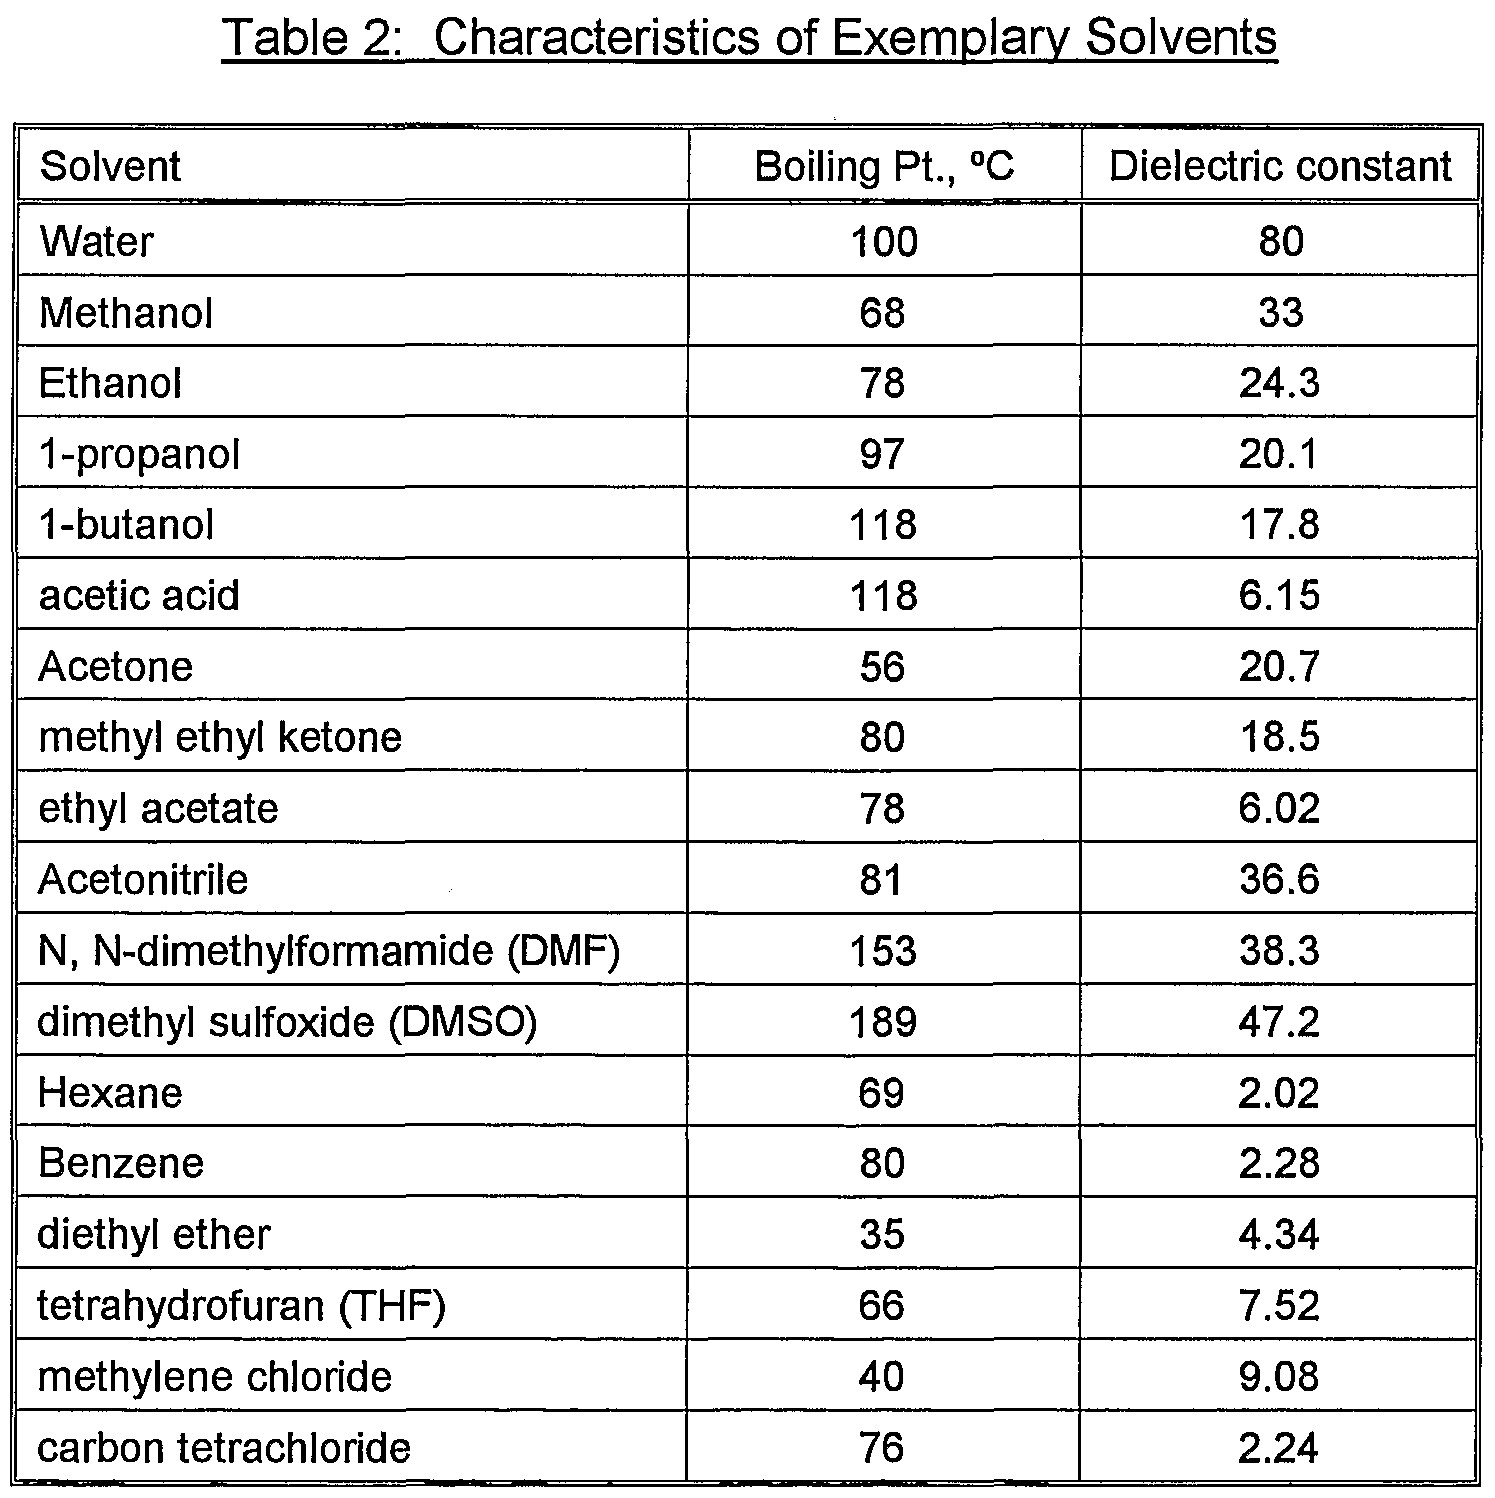 Table 2: Characteristics of Exemplary Solvents
Solvent Boiling Pt., ºC Dielectric constant
Water 100 80
Methanol 68 33
Ethanol 78 24.3
1-propanol 97 20.1
1-butanol 118 17.8
acetic acid 118 6.15
Acetone 56 20.7
methyl ethyl ketone 80 18.5
ethyl acetate 78 6.02
Acetonitrile 81 36.6
N, N-dimethylformamide (DMF) 153 38.3
dimethyl sulfoxide (DMSO) 189 47.2
Hexane 69 2.02
Benzene 80 2.28
diethyl ether 35 4.34
tetrahydrofuran (THF) 66 7.52
methylene chloride 40 9.08
carbon tetrachloride 76 2.24